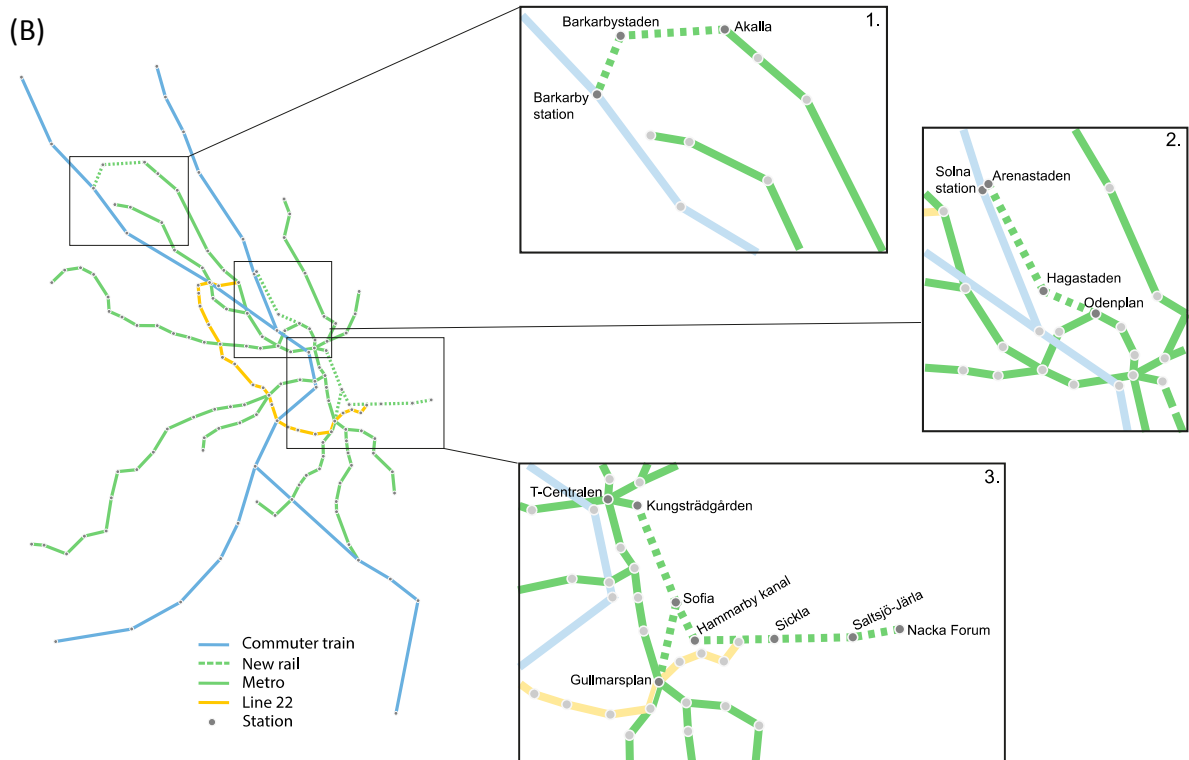 (B)
1.
Barkarbystaden
Akalla
Barkarby
station
2.
Solna
station
Arenastaden
Hagastaden
Odenplan
3.
T-Centralen
Kungsträdgården
Sofia
Hammarby kanal
Sickla
Saltsjö-Järla
Nacka Forum
Gullmarsplan
Commuter train
New rail
Metro
Line 22
Station